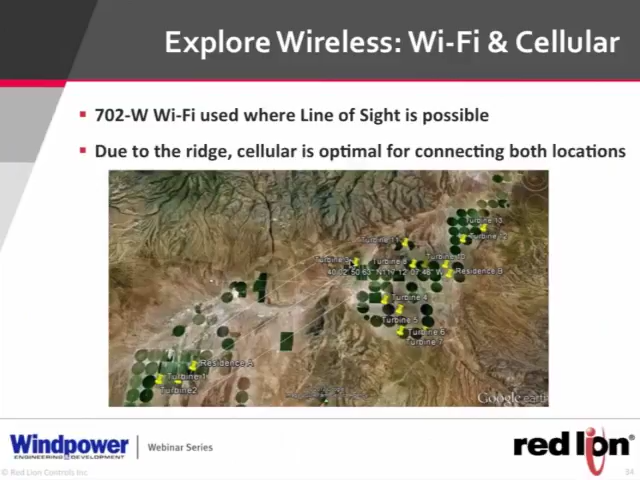 Explore Wireless: Wi-Fi & Cellular
702-W Wi-Fi used where Line of Sight is possible
Due to the ridge, cellular is optimal for connecting both locations
Turbine 13
Turbine 11
Turbine 10
Turbine 8
Residence B
Turbine 4
Turbine 5
Turbine 6
Turbine 7
Residence A
Turbine 1
Turbine2
Google earth
Windpower
ENGINEERING & DEVELOPMENT
Webinar Series
red lion®
© Red Lion Controls Inc.
34